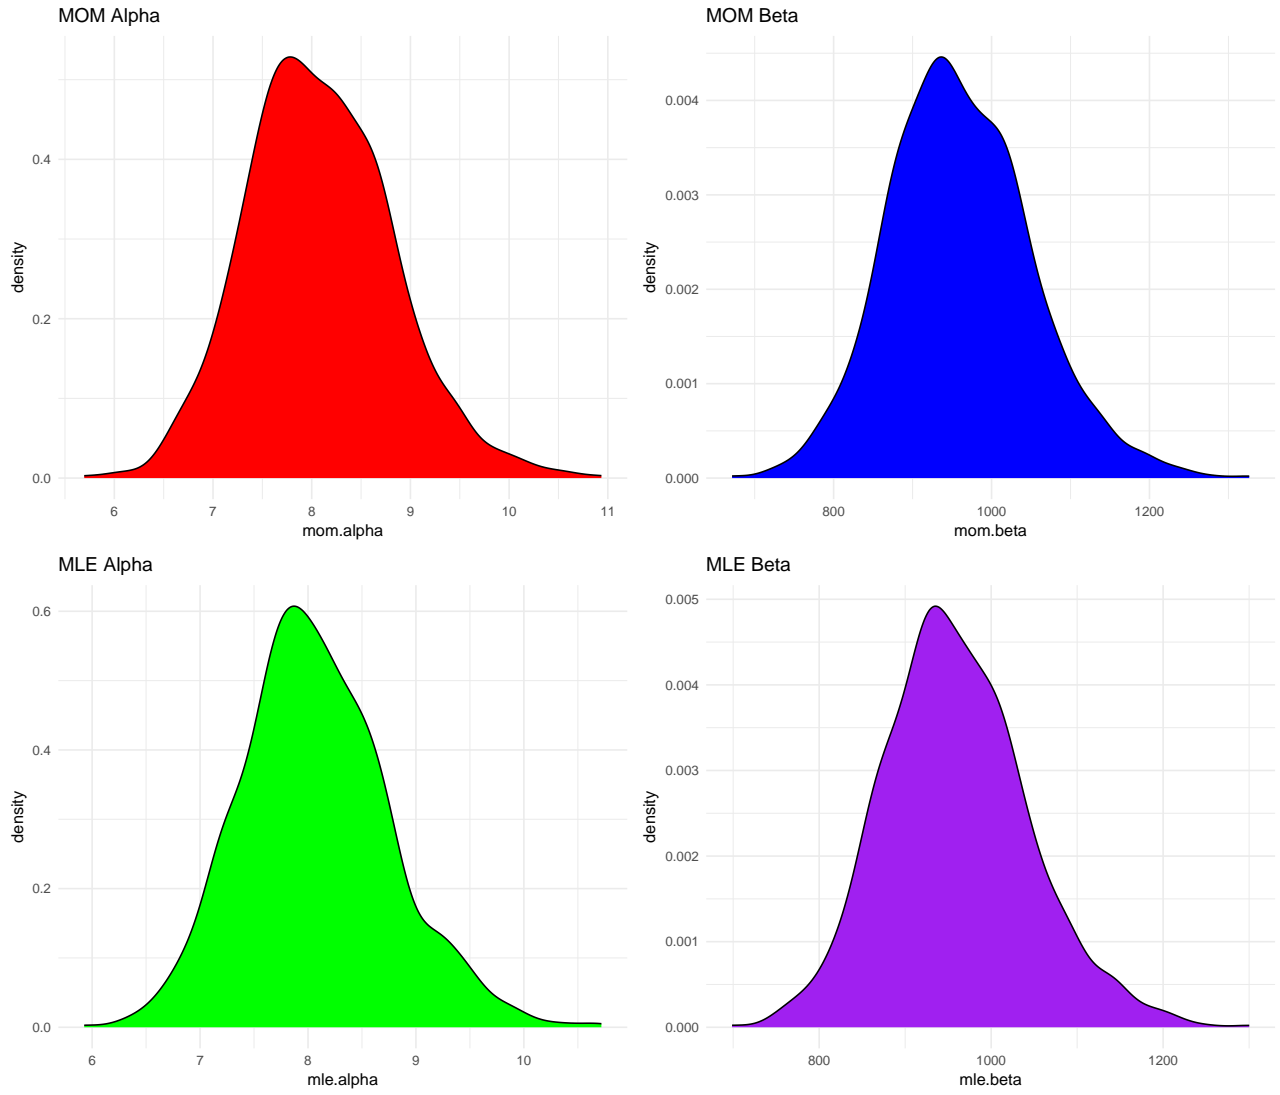 MOM Alpha
density
0.4
0.2
0.0
6 7 8 9 10 11
mom.alpha
MOM Beta
density
0.004
0.003
0.002
0.001
0.000
800 1000 1200
mom.beta
MLE Alpha
density
0.6
0.4
0.2
0.0
6 7 8 9 10
mle.alpha
MLE Beta
density
0.005
0.004
0.003
0.002
0.001
0.000
800 1000 1200
mle.beta